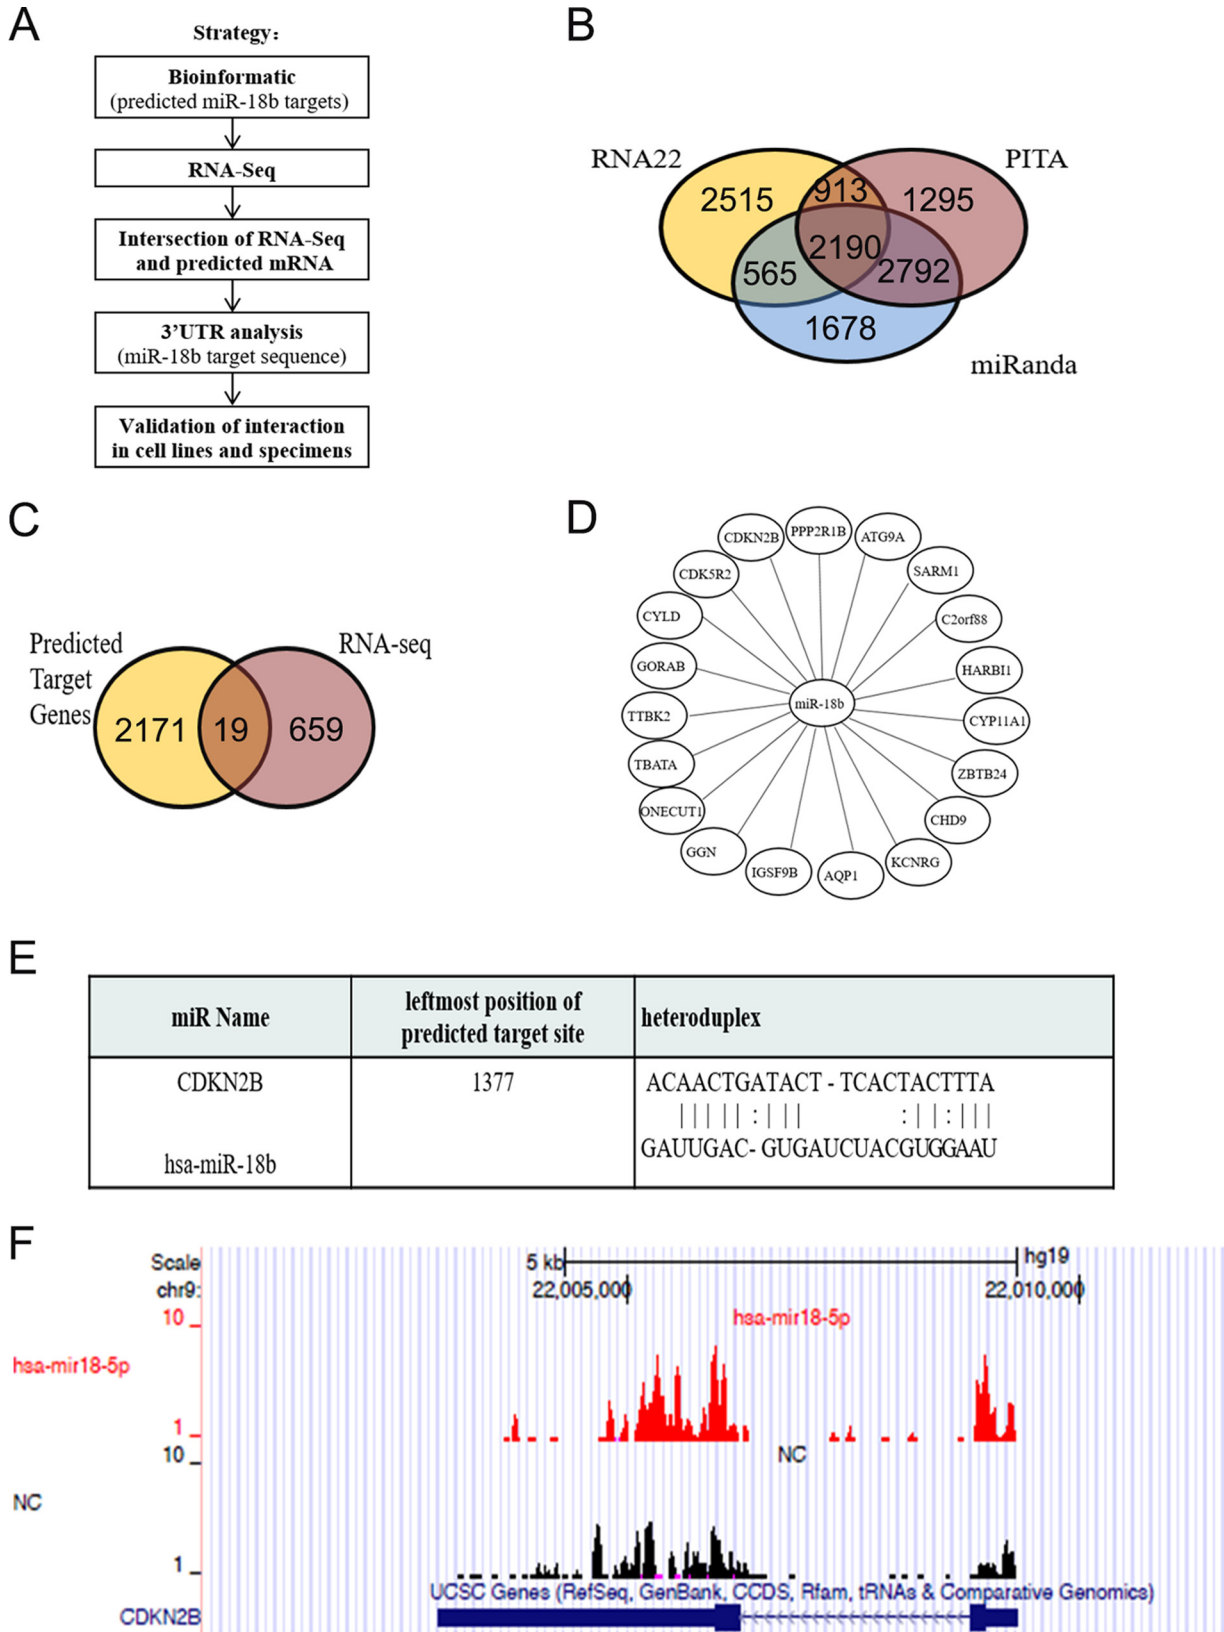 A
Strategy:
Bioinformatic
(predicted miR-18b targets)
RNA-Seq
Intersection of RNA-Seq
and predicted mRNA
3'UTR analysis
(miR-18b target sequence)
Validation of interaction
in cell lines and specimens
B
RNA22
PITA
2515
913
1295
2190
565
2792
1678
miRanda
C
Predicted
Target
Genes
RNA-seq
2171
19
659
D
CDKN2B
PPP2R1B
ATG9A
CDK5R2
SARM1
CYLD
C2orf88
GORAB
HARBI1
miR-18b
TTBK2
CYP11A1
TBATA
ZBTB24
ONECUT1
CHD9
GGN
KCNRG
IGSF9B
AQP1
E
miR Name
leftmost position of
predicted target site
heteroduplex
CDKN2B
1377
ACAACTGATACT - TCACTACTTTA
||||| : ||| : || : |||
hsa-miR-18b
GAUUGAC- GUGAUCUACGUGGAAU
F
Scale
5 kb
hg19
chr9:
22,005,000
22,010,000
10
hsa-mir18-5p
hsa-mir18-5p
1
10
NC
NC
1
UCSC Genes (RefSeq, GenBank, CCDS, Rfam, tRNAs & Comparative Genomics)
CDKN2B